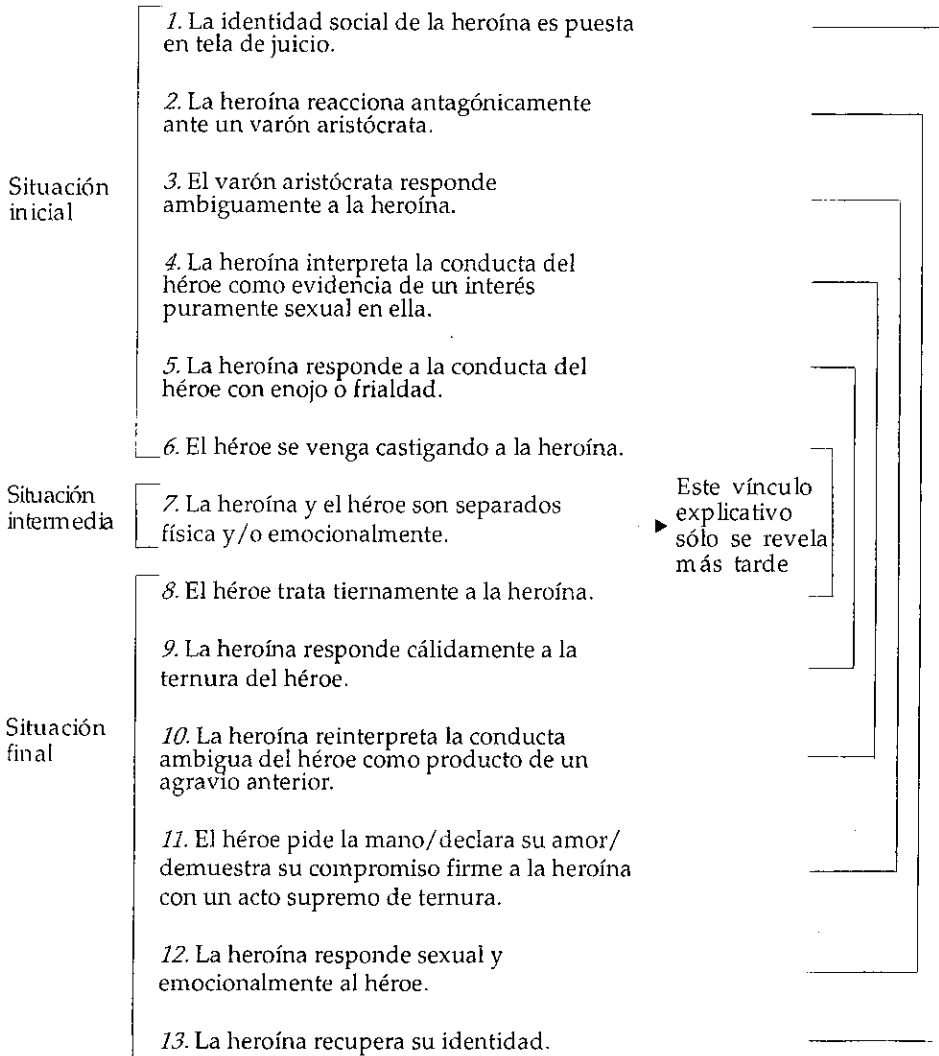 1. La identidad social de la heroína es puesta
en tela de juicio.
2. La heroína reacciona antagónicamente
ante un varón aristócrata.
Situación
inicial
3. El varón aristócrata responde
ambiguamente a la heroína.
4. La heroína interpreta la conducta del
héroe como evidencia de un interés
puramente sexual en ella.
5. La heroína responde a la conducta del
héroe con enojo o frialdad.
6. El héroe se venga castigando a la heroína.
Situación
intermedia
7. La heroína y el héroe son separados
física y/o emocionalmente.
Este vínculo
explicativo
sólo se revela
más tarde
8. El héroe trata tiernamente a la heroína.
9. La heroína responde cálidamente a la
ternura del héroe.
Situación
final
10. La heroína reinterpreta la conducta
ambigua del héroe como producto de un
agravio anterior.
11. El héroe pide la mano/declara su amor/
demuestra su compromiso firme a la heroína
con un acto supremo de ternura.
12. La heroína responde sexual y
emocionalmente al héroe.
13. La heroína recupera su identidad.